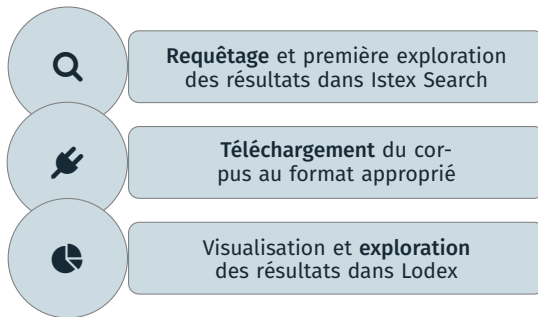 Requêtage et première exploration
des résultats dans Istex Search
Téléchargement du cor-
pus au format approprié
Visualisation et exploration
des résultats dans Lodex